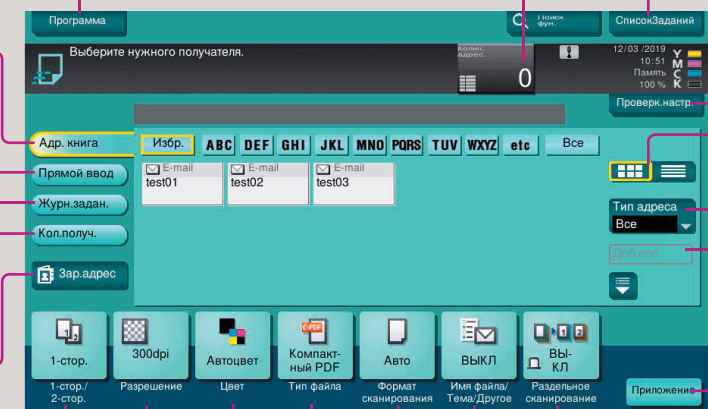 Программа
Поиск
фун.
СписокЗаданий
Выберите нужного получателя.
Колич.
адрес.
0
12/03 /2019
10:51
Память
100 %
Y
M
C
K
Проверк.настр.
Адр. книга
Избр.
ABC
DEF
GHI
JKL
MNO
PQRS
TUV
WXYZ
etc
Все
Прямой ввод
E-mail
test01
E-mail
test02
E-mail
test03
Журн.задан.
Кол.получ.
Тип адреса
Все
Доб.пол.
Зар.адрес
1-стор.
300dpi
Автоцвет
C-PDF
Компакт-
ный PDF
Авто
ВЫКЛ
ВЫ-
КЛ
1-стор./
2-стор.
Разрешение
Цвет
Тип файла
Формат
сканирования
Имя файла/
Тема/Другое
Раздельное
сканирование
Приложение